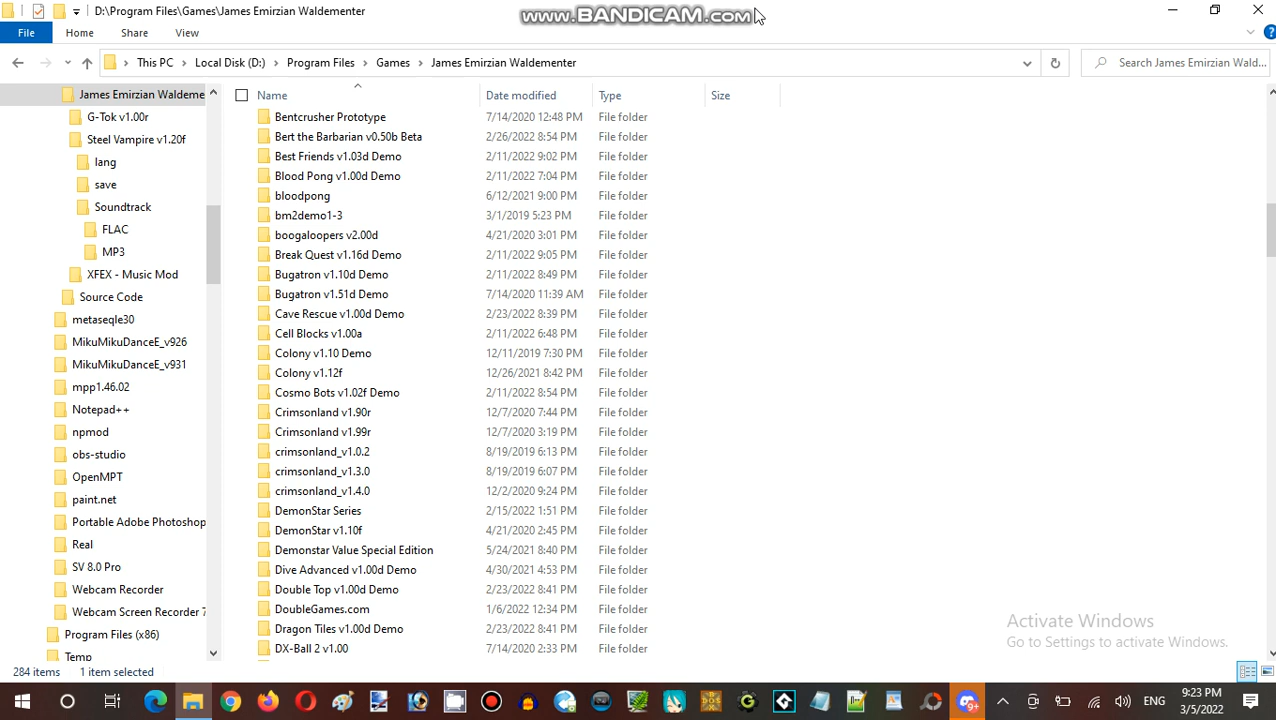 D:\Program Files\Games\James Emirzian Waldementer
www.BANDICAM.com
File Home Share View
This PC Local Disk (D:) Program Files Games James Emirzian Waldementer
Search James Emirzian Wald...
James Emirzian Waldeme
G-Tok v1.00r
Steel Vampire v1.20f
lang
save
Soundtrack
FLAC
MP3
XFEX - Music Mod
Source Code
metaseqle30
MikuMikuDanceE_v926
MikuMikuDanceE_v931
mpp1.46.02
Notepad++
npmod
obs-studio
OpenMPT
paint.net
Portable Adobe Photoshop
Real
SV 8.0 Pro
Webcam Recorder
Webcam Screen Recorder 7
Program Files (x86)
Temp
Name Date modified Type Size
Bentcrusher Prototype 7/14/2020 12:48 PM File folder
Bert the Barbarian v0.50b Beta 2/26/2022 8:54 PM File folder
Best Friends v1.03d Demo 2/11/2022 9:02 PM File folder
Blood Pong v1.00d Demo 2/11/2022 7:04 PM File folder
bloodpong 6/12/2021 9:00 PM File folder
bm2demo1-3 3/1/2019 5:23 PM File folder
boogaloopers v2.00d 4/21/2020 3:01 PM File folder
Break Quest v1.16d Demo 2/11/2022 9:05 PM File folder
Bugatron v1.10d Demo 2/11/2022 8:49 PM File folder
Bugatron v1.51d Demo 7/14/2020 11:39 AM File folder
Cave Rescue v1.00d Demo 2/23/2022 8:39 PM File folder
Cell Blocks v1.00a 2/11/2022 6:48 PM File folder
Colony v1.10 Demo 12/11/2019 7:30 PM File folder
Colony v1.12f 12/26/2021 8:42 PM File folder
Cosmo Bots v1.02f Demo 2/11/2022 8:54 PM File folder
Crimsonland v1.90r 12/7/2020 7:44 PM File folder
Crimsonland v1.99r 12/7/2020 3:19 PM File folder
crimsonland_v1.0.2 8/19/2019 6:13 PM File folder
crimsonland_v1.3.0 8/19/2019 6:07 PM File folder
crimsonland_v1.4.0 12/2/2020 9:24 PM File folder
DemonStar Series 2/15/2022 1:51 PM File folder
DemonStar v1.10f 4/21/2020 2:45 PM File folder
Demonstar Value Special Edition 5/24/2021 8:40 PM File folder
Dive Advanced v1.00d Demo 4/30/2021 4:53 PM File folder
Double Top v1.00d Demo 2/23/2022 8:41 PM File folder
DoubleGames.com 1/6/2022 12:34 PM File folder
Dragon Tiles v1.00d Demo 2/23/2022 8:41 PM File folder
DX-Ball 2 v1.00 7/14/2020 2:33 PM File folder
Activate Windows
Go to Settings to activate Windows.
284 items 1 item selected
9+
ENG
9:23 PM
3/5/2022